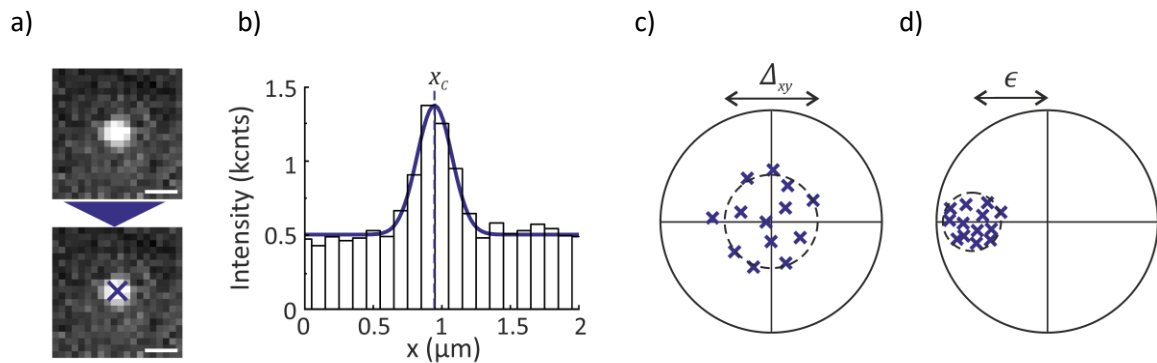 a)
b)
c)
d)
x_c
Δ_xy
ϵ
1.5
1
0.5
0
Intensity (kcnts)
0 0.5 1 1.5 2
x (μm)